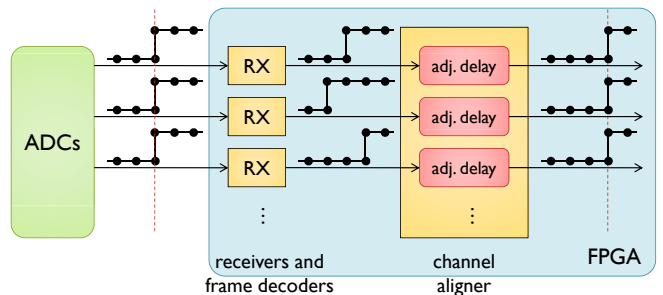 ADCs
RX
adj. delay
RX
adj. delay
RX
adj. delay
⋮
⋮
receivers and
frame decoders
channel
aligner
FPGA